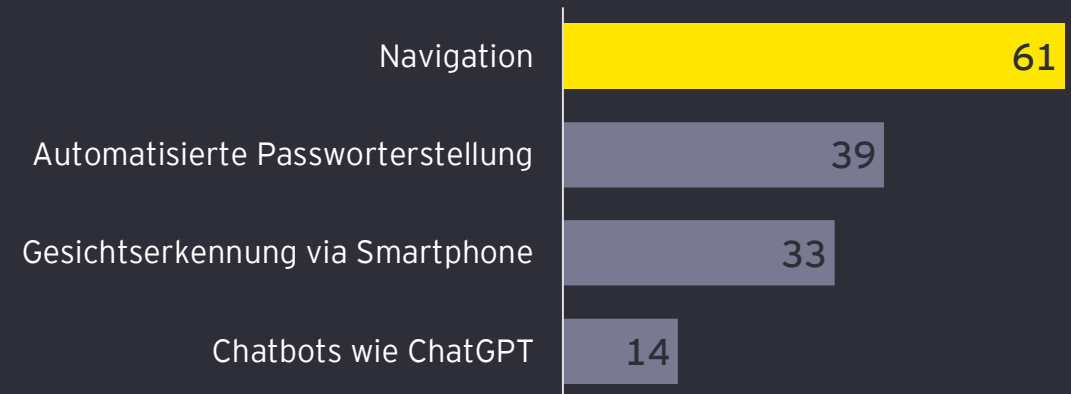 Navigation 61
Automatisierte Passworterstellung 39
Gesichtserkennung via Smartphone 33
Chatbots wie ChatGPT 14